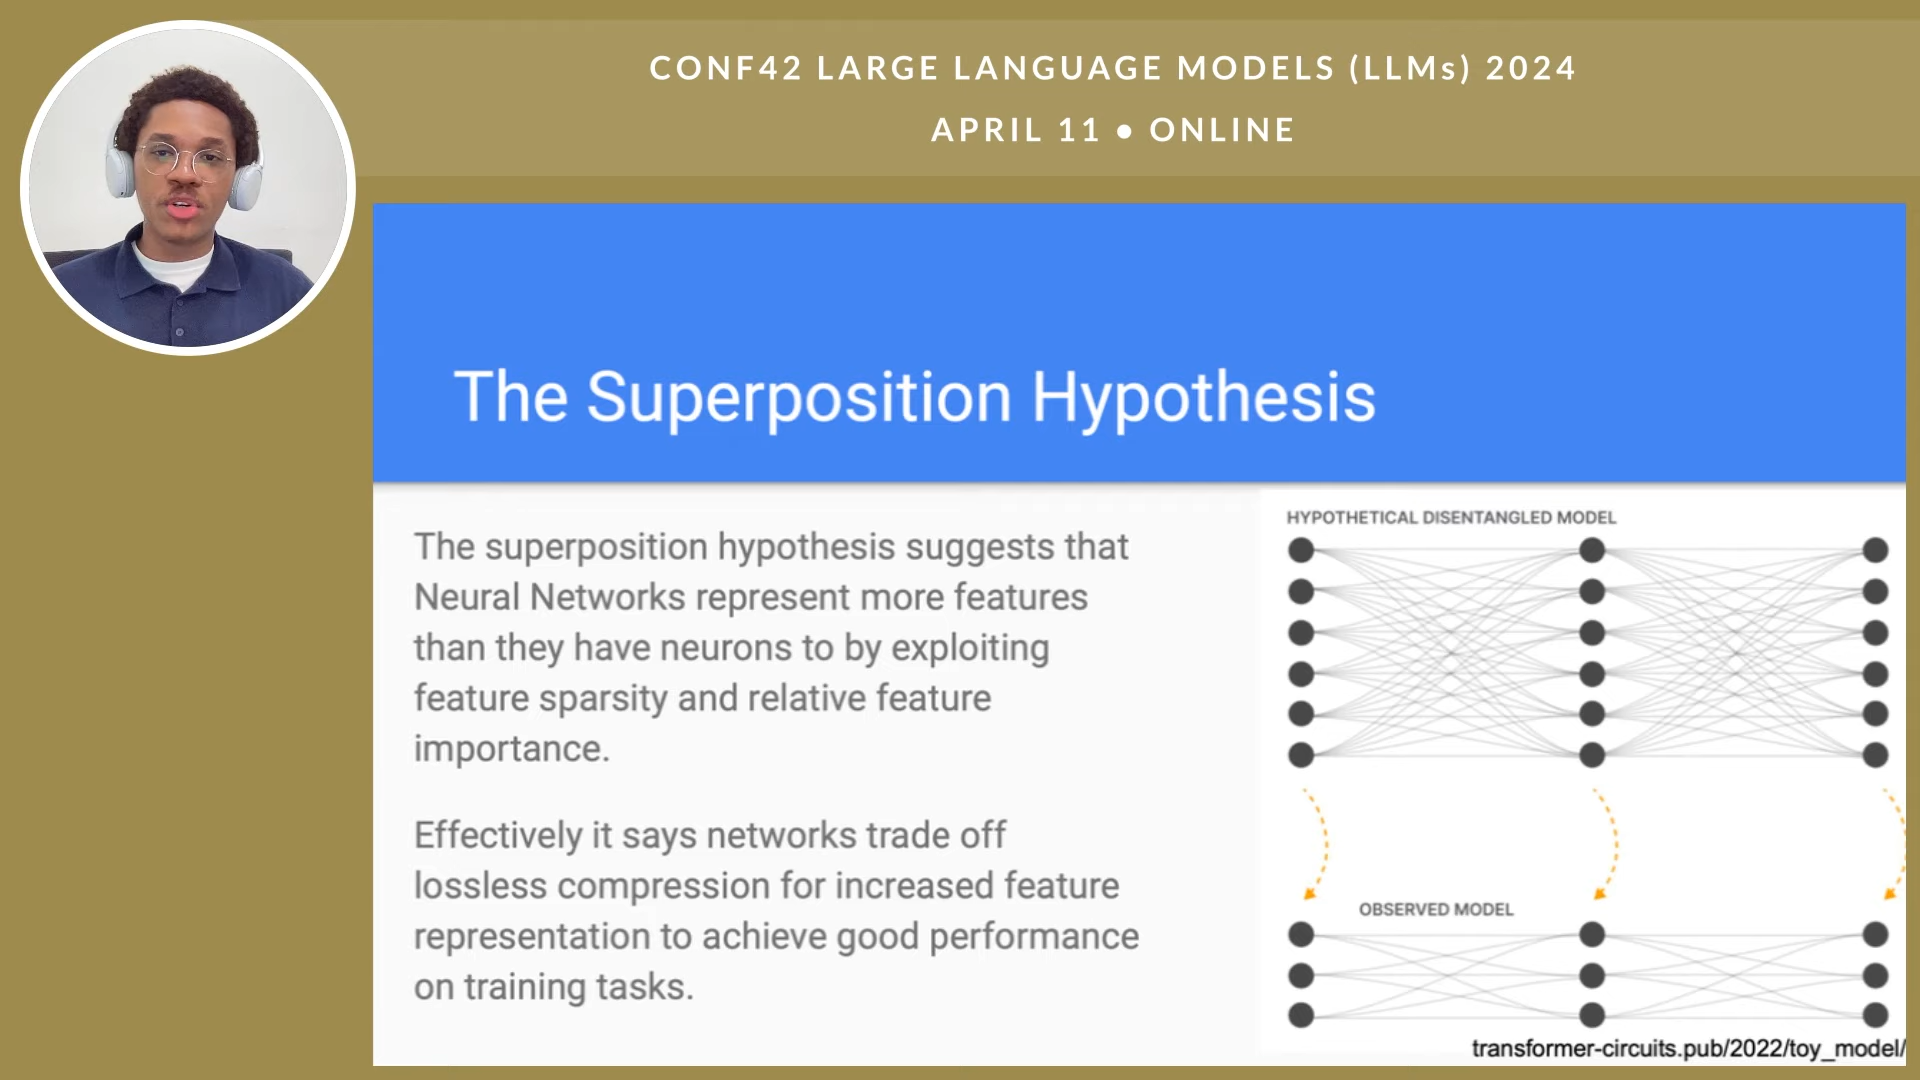 CONF42 LARGE LANGUAGE MODELS (LLMs) 2024
APRIL 11 • ONLINE
The Superposition Hypothesis
The superposition hypothesis suggests that
Neural Networks represent more features
than they have neurons to by exploiting
feature sparsity and relative feature
importance.
Effectively it says networks trade off
lossless compression for increased feature
representation to achieve good performance
on training tasks.
HYPOTHETICAL DISENTANGLED MODEL
OBSERVED MODEL
transformer-circuits.pub/2022/toy_model/